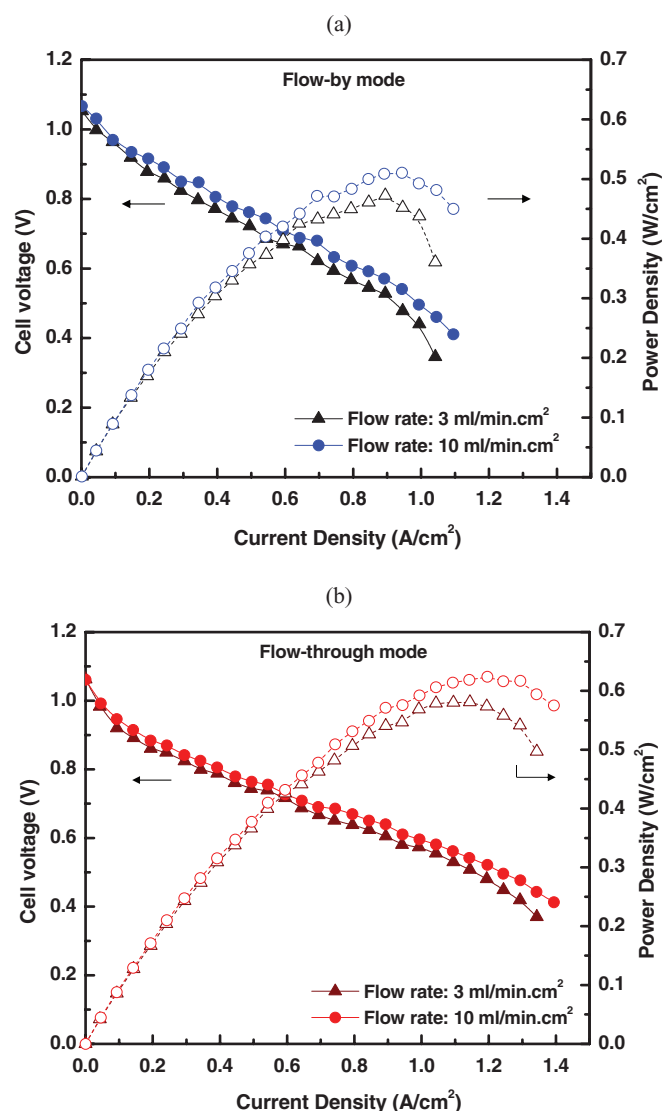 (a)
Flow-by mode
Cell voltage (V)
1.2
1.0
0.8
0.6
0.4
0.2
0.0
0.7
0.6
0.5
0.4
0.3
0.2
0.1
0.0
Power Density (W/cm²)
Flow rate: 3 ml/min.cm²
Flow rate: 10 ml/min.cm²
0.0 0.2 0.4 0.6 0.8 1.0 1.2 1.4
Current Density (A/cm²)
(b)
Flow-through mode
Cell voltage (V)
1.2
1.0
0.8
0.6
0.4
0.2
0.0
0.7
0.6
0.5
0.4
0.3
0.2
0.1
0.0
Power Density (W/cm²)
Flow rate: 3 ml/min.cm²
Flow rate: 10 ml/min.cm²
0.0 0.2 0.4 0.6 0.8 1.0 1.2 1.4
Current Density (A/cm²)